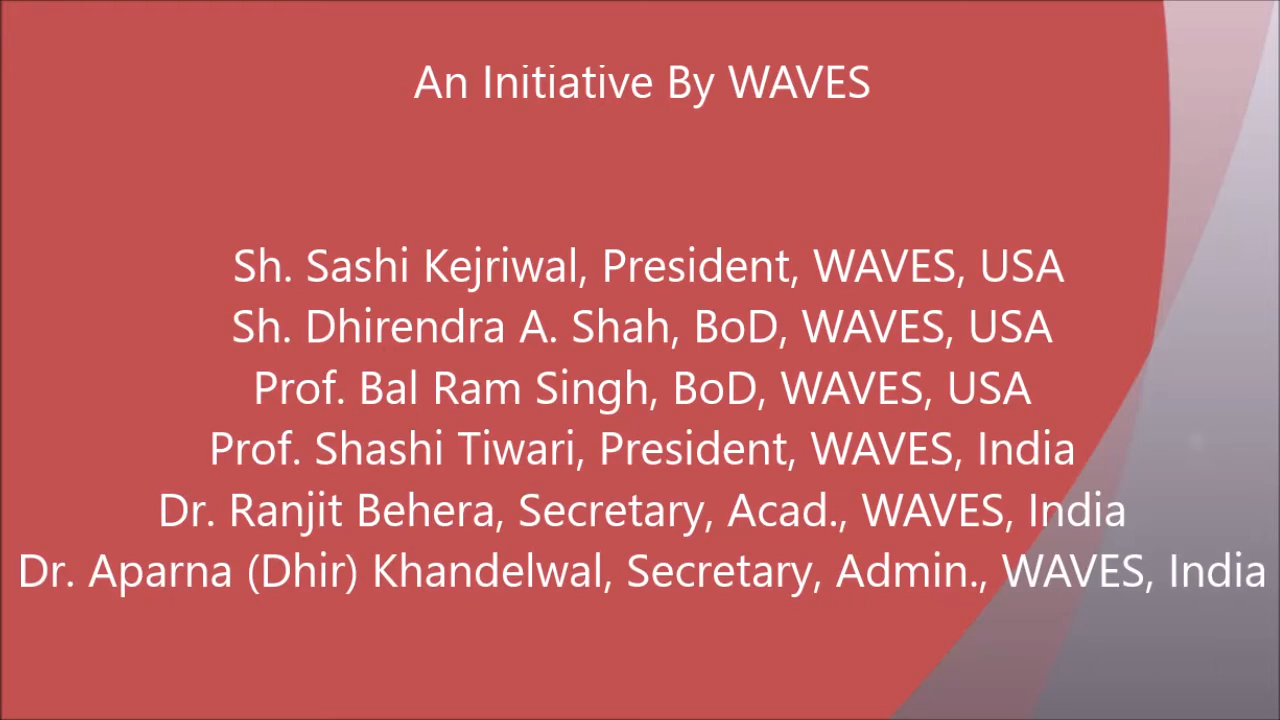 An Initiative By WAVES
Sh. Sashi Kejriwal, President, WAVES, USA
Sh. Dhirendra A. Shah, BoD, WAVES, USA
Prof. Bal Ram Singh, BoD, WAVES, USA
Prof. Shashi Tiwari, President, WAVES, India
Dr. Ranjit Behera, Secretary, Acad., WAVES, India
Dr. Aparna (Dhir) Khandelwal, Secretary, Admin., WAVES, India